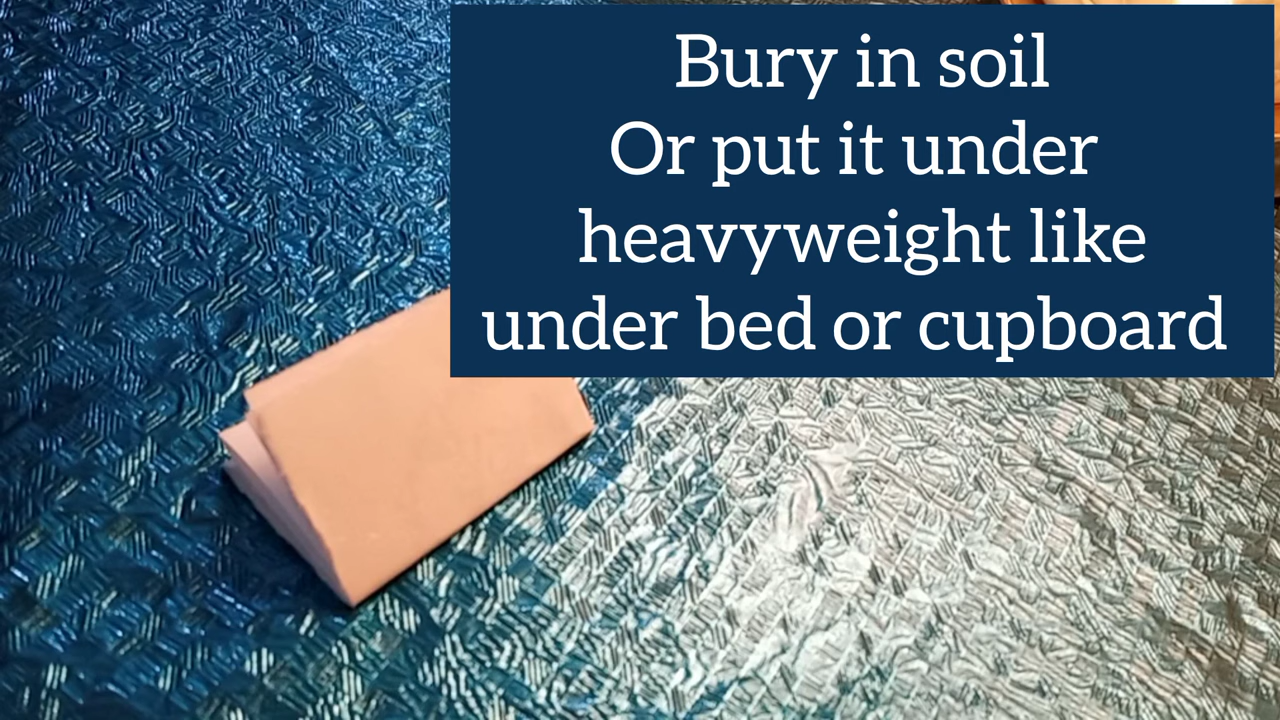 Bury in soil
Or put it under
heavyweight like
under bed or cupboard